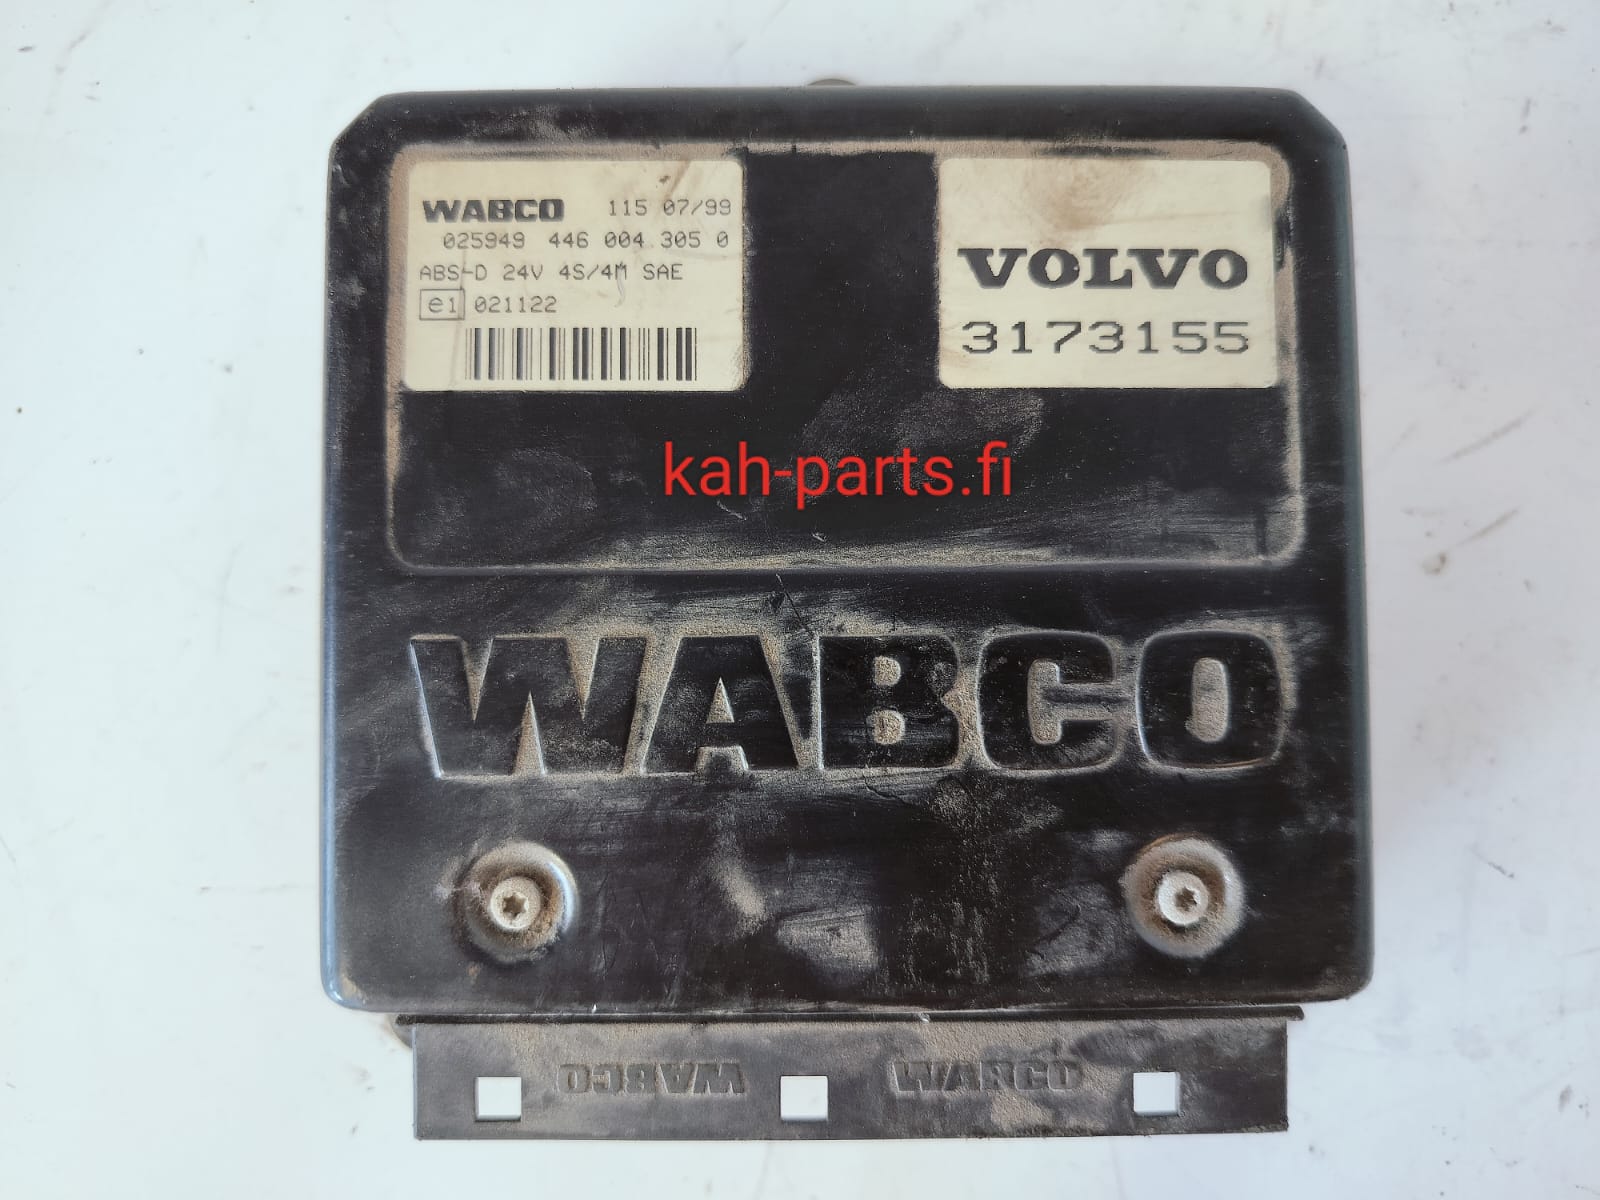 WABCO 115 07/99
025949 446 004 305 0
ABS-D 24V 4S/4M SAE
e1 021122
VOLVO
3173155
kah-parts.fi
WABCO
WABCO WABCO